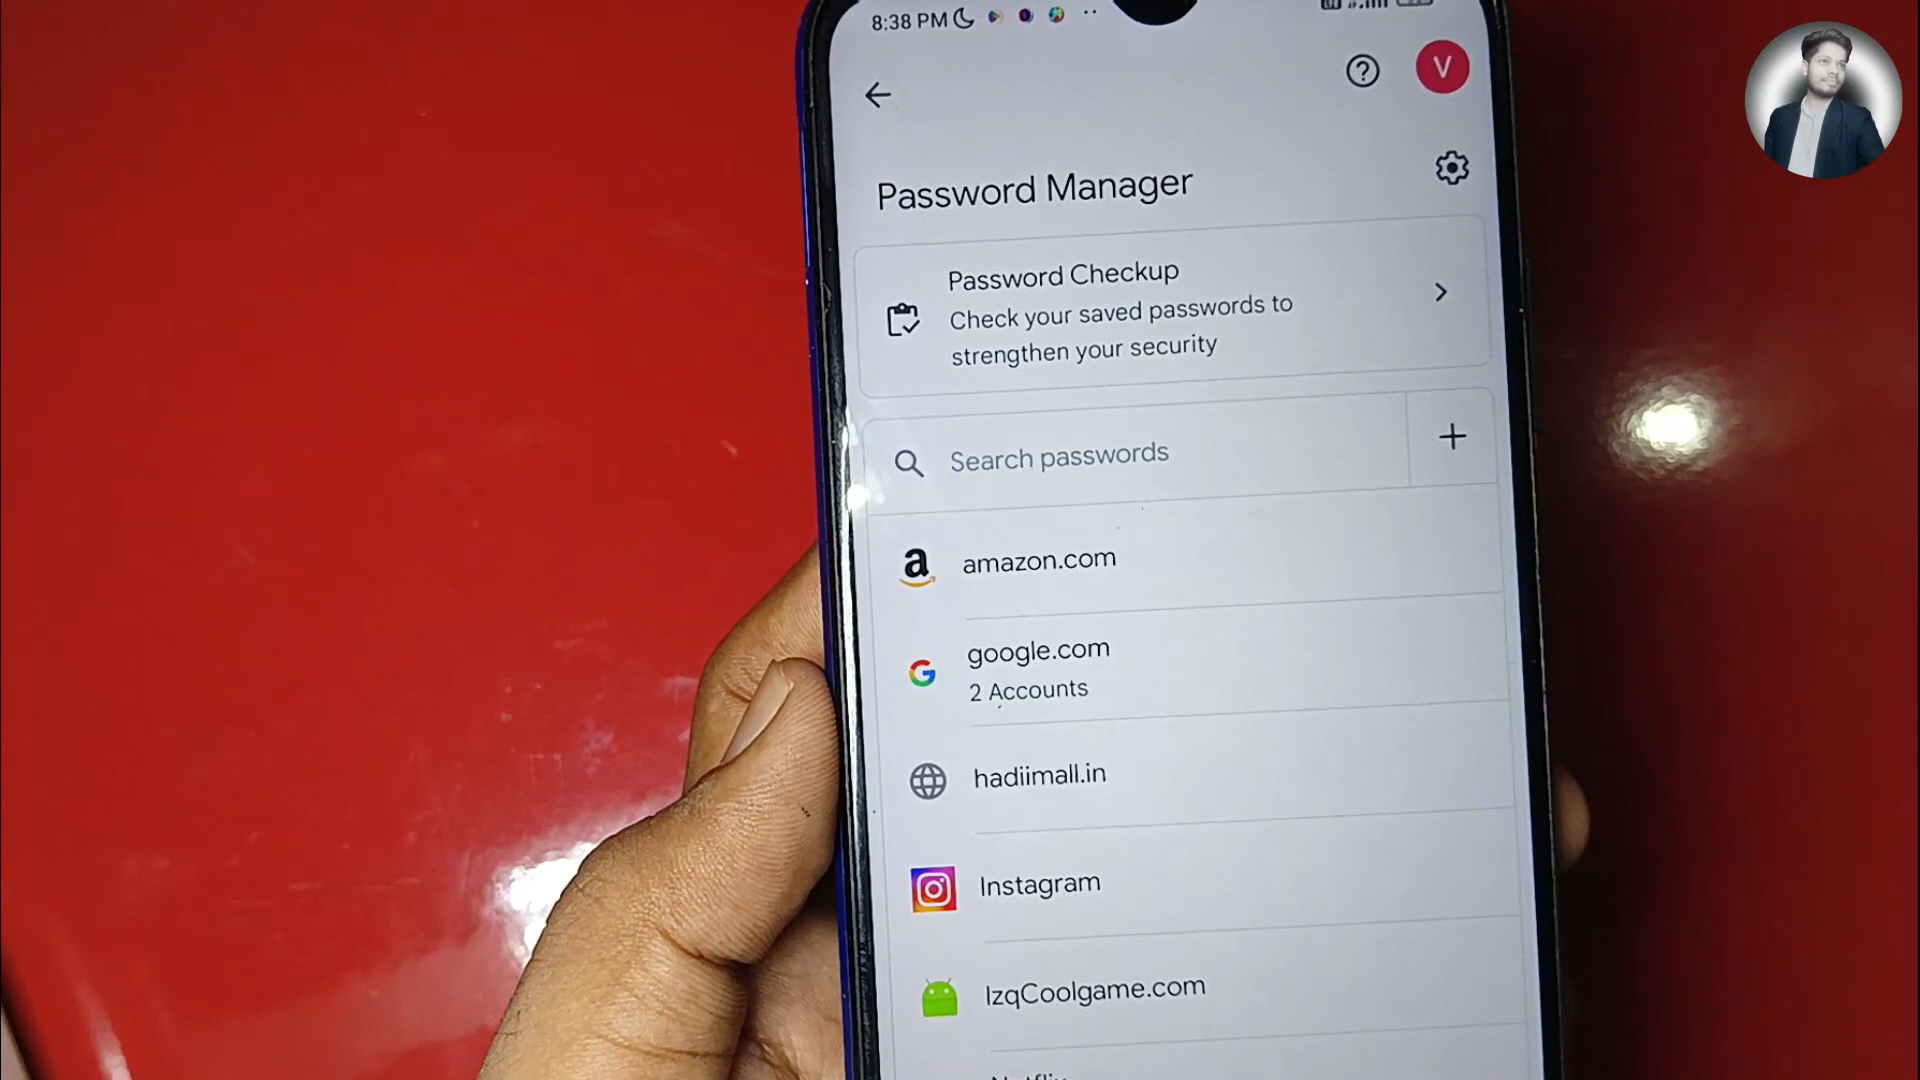 8:38 PM
V
Password Manager
Password Checkup
Check your saved passwords to
strengthen your security
Search passwords
amazon.com
google.com
2 Accounts
hadiimall.in
Instagram
lzqCoolgame.com